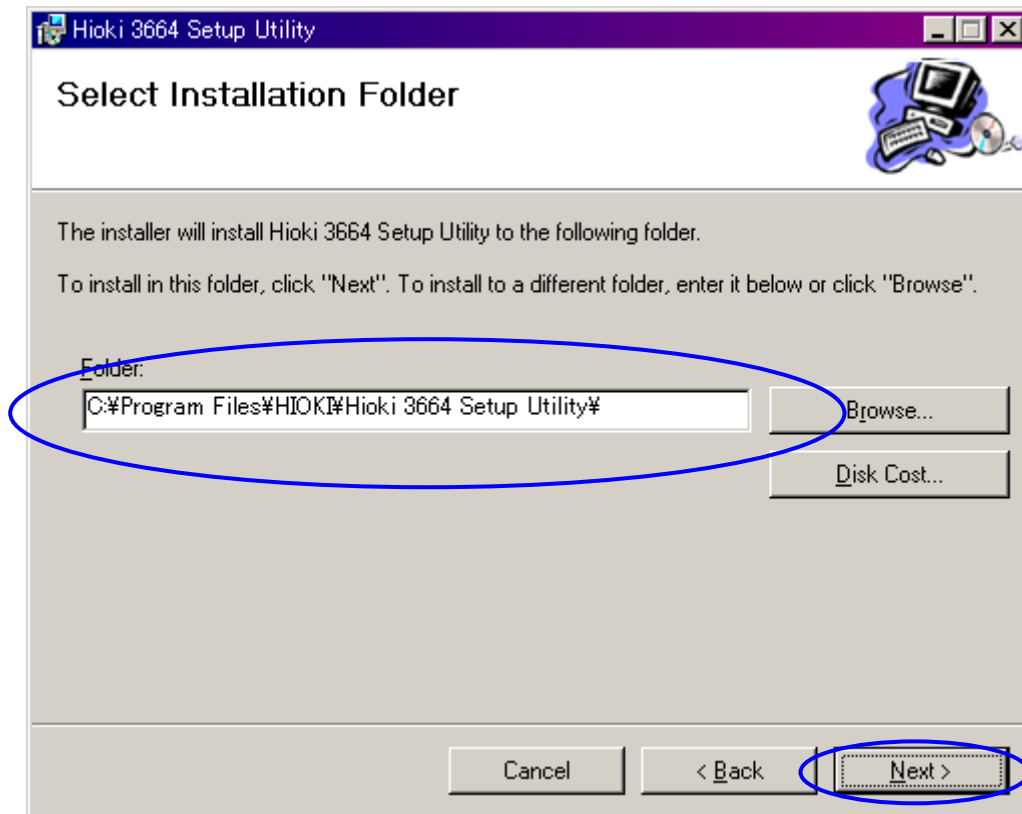 Hioki 3664 Setup Utility
Select Installation Folder
The installer will install Hioki 3664 Setup Utility to the following folder.
To install in this folder, click "Next". To install to a different folder, enter it below or click "Browse".
Folder:
C:¥Program Files¥HIOKI¥Hioki 3664 Setup Utility¥
Browse...
Disk Cost...
Cancel
< Back
Next >